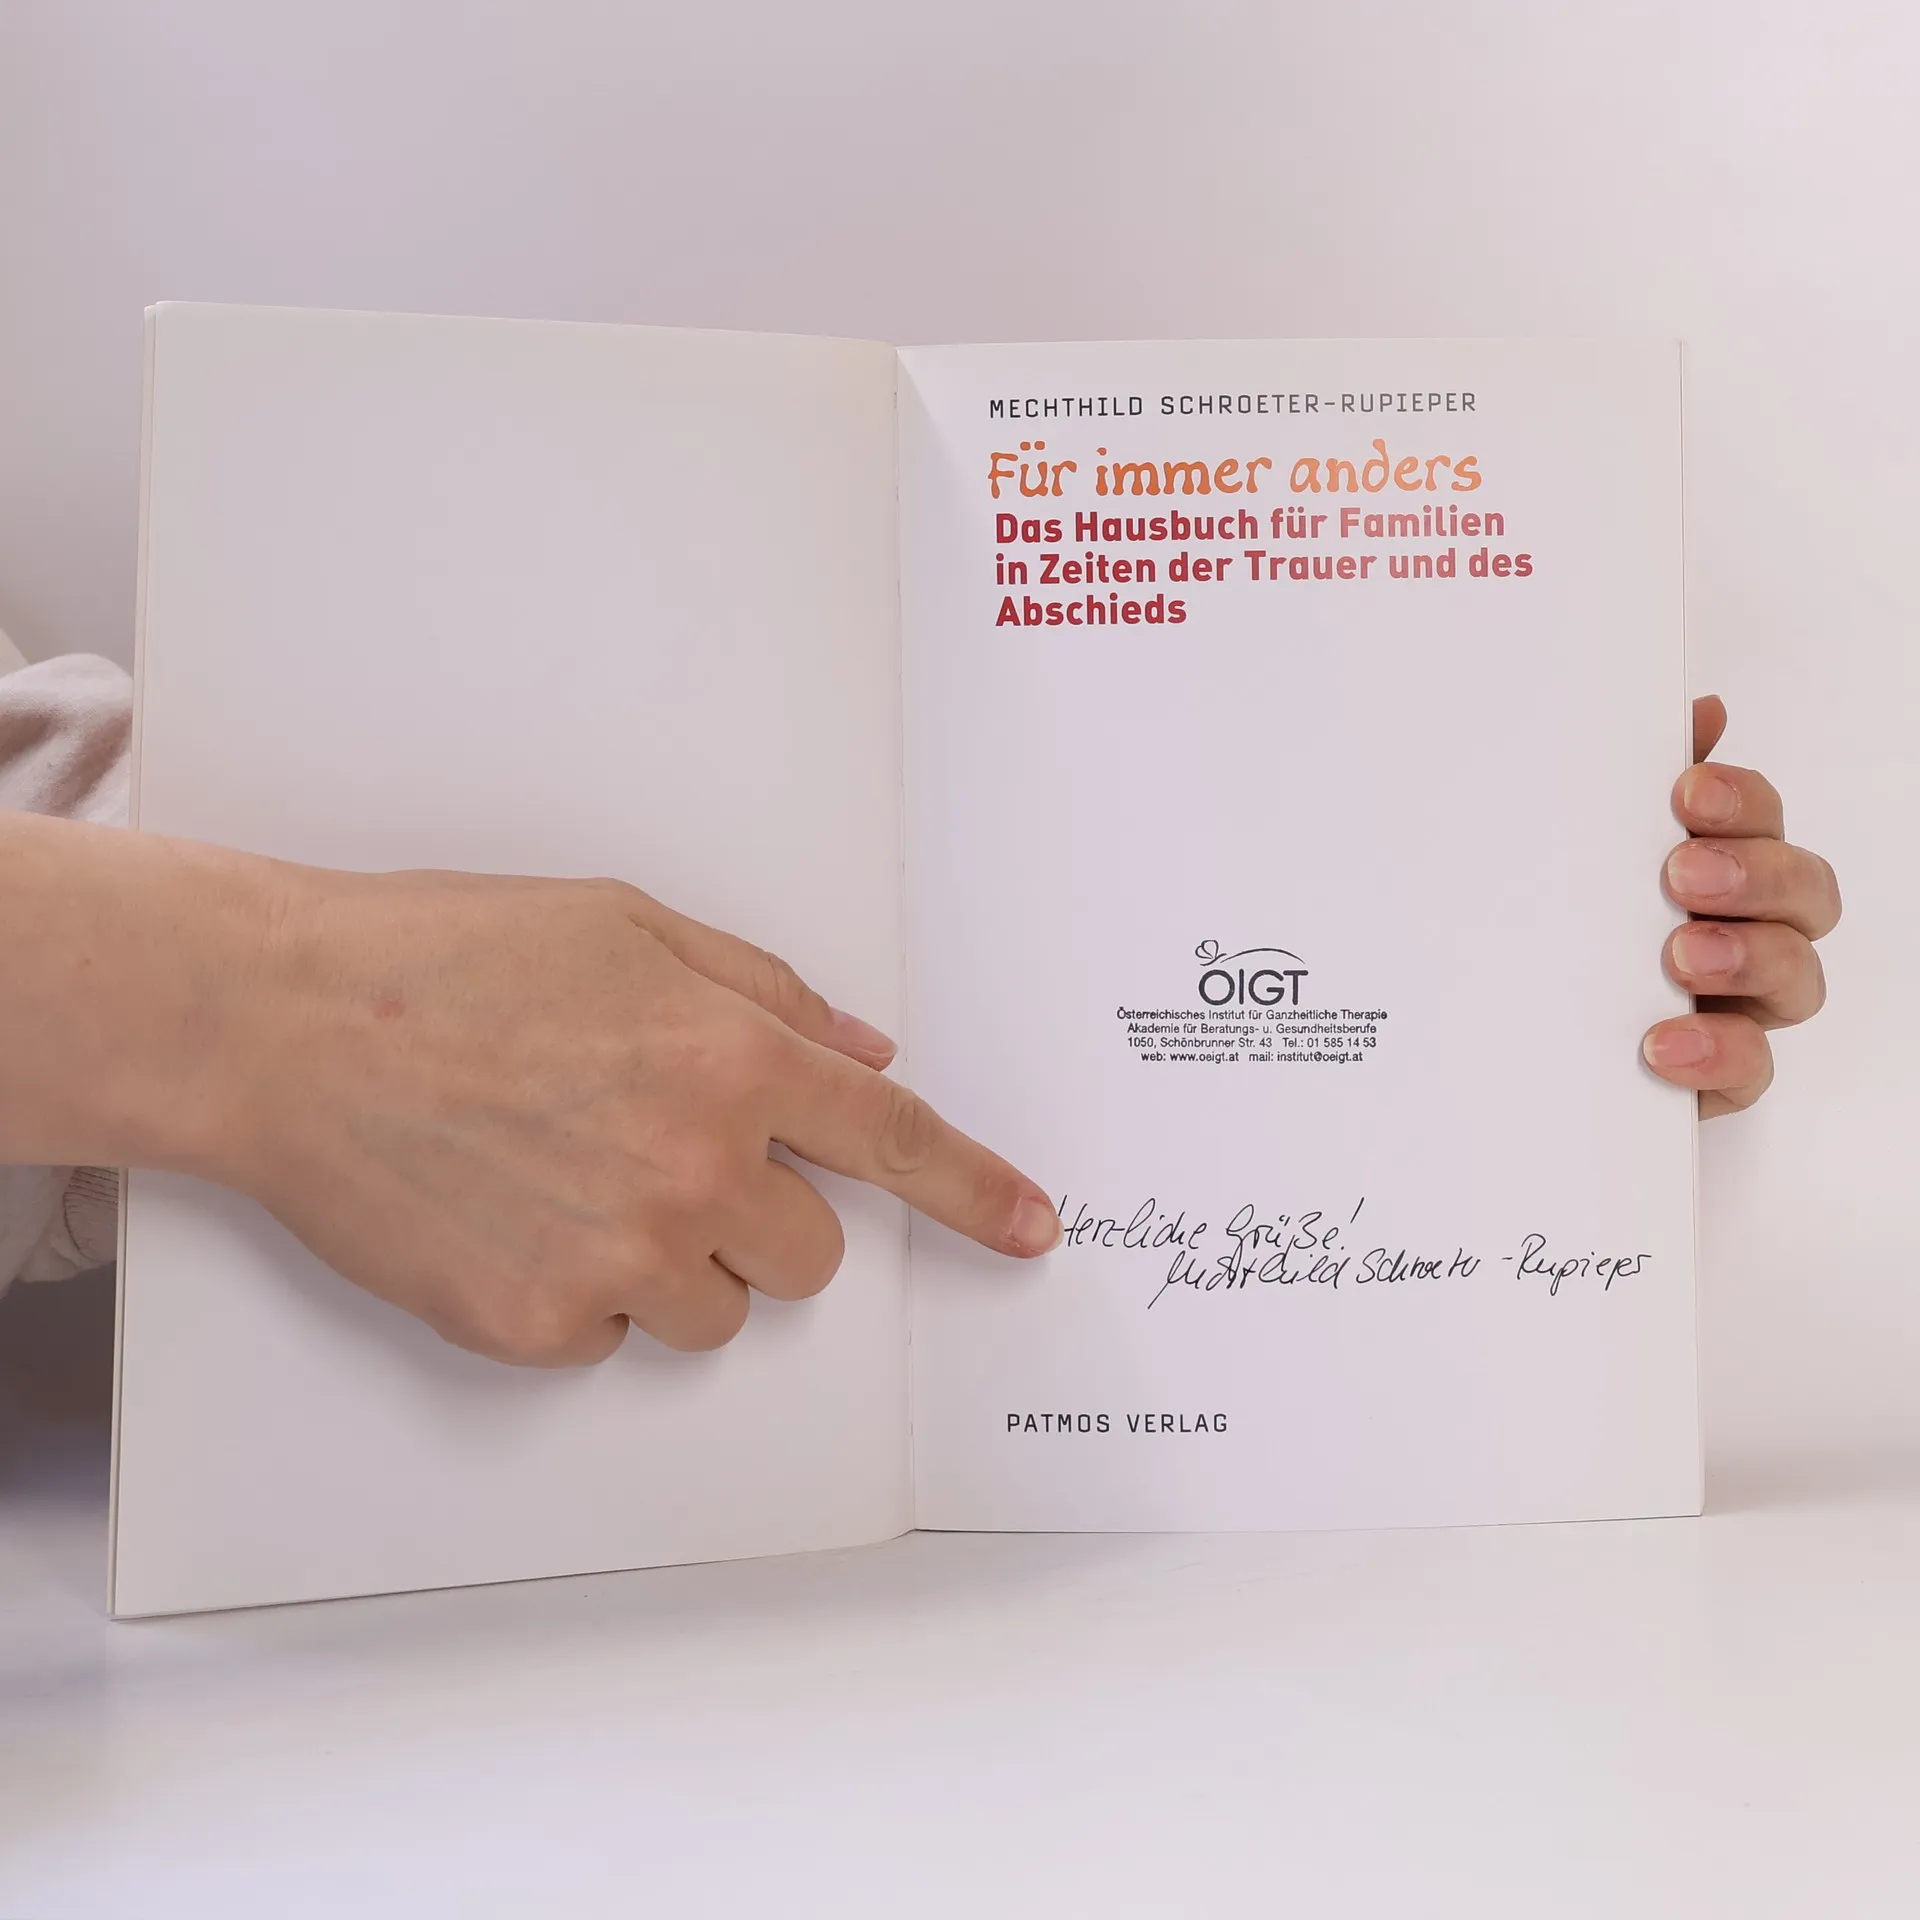 MECHTHILD SCHROETER-RUPIEPER
Für immer anders
Das Hausbuch für Familien
in Zeiten der Trauer und des
Abschieds
OIGT
Österreichisches Institut für Ganzheitliche Therapie
Akademie für Beratungs- u. Gesundheitsberufe
1050, Schönbrunner Str. 43 Tel.: 01 585 14 53
web: www.oeigt.at mail: institut@oeigt.at
Herzliche Grüße!
Mechthild Schroeter-Rupieper
PATMOS VERLAG